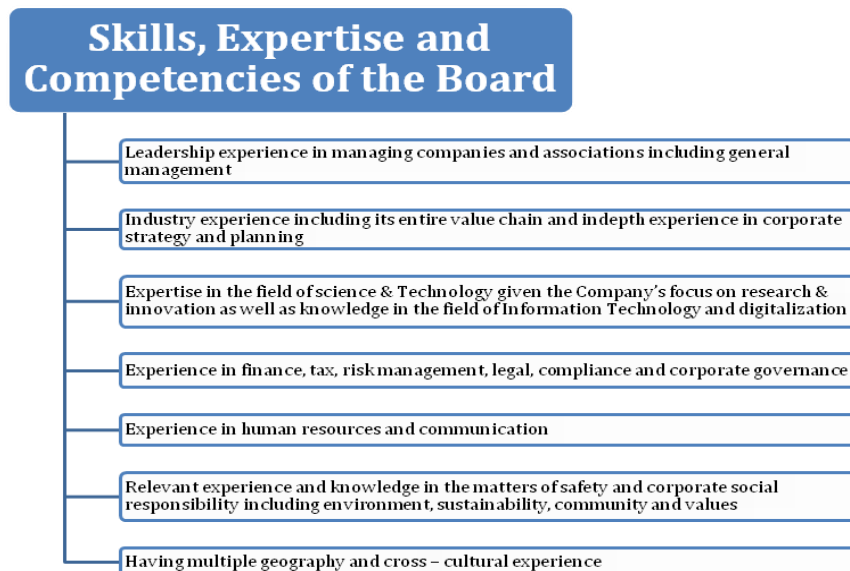 Skills, Expertise and
Competencies of the Board
Leadership experience in managing companies and associations including general
management
Industry experience including its entire value chain and indepth experience in corporate
strategy and planning
Expertise in the field of science & Technology given the Company's focus on research &
innovation as well as knowledge in the field of Information Technology and digitalization
Experience in finance, tax, risk management, legal, compliance and corporate governance
Experience in human resources and communication
Relevant experience and knowledge in the matters of safety and corporate social
responsibility including environment, sustainability, community and values
Having multiple geography and cross – cultural experience